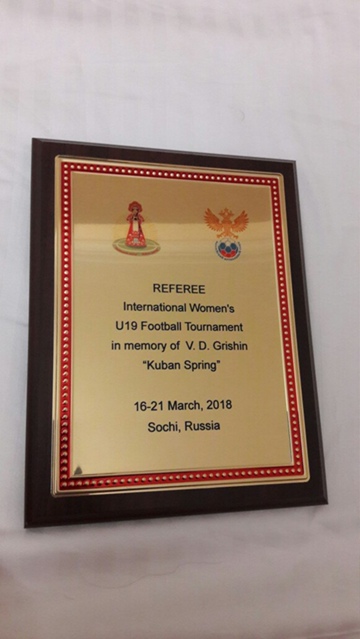 REFEREE
International Women's
U19 Football Tournament
in memory of V. D. Grishin
“Kuban Spring”
16-21 March, 2018
Sochi, Russia